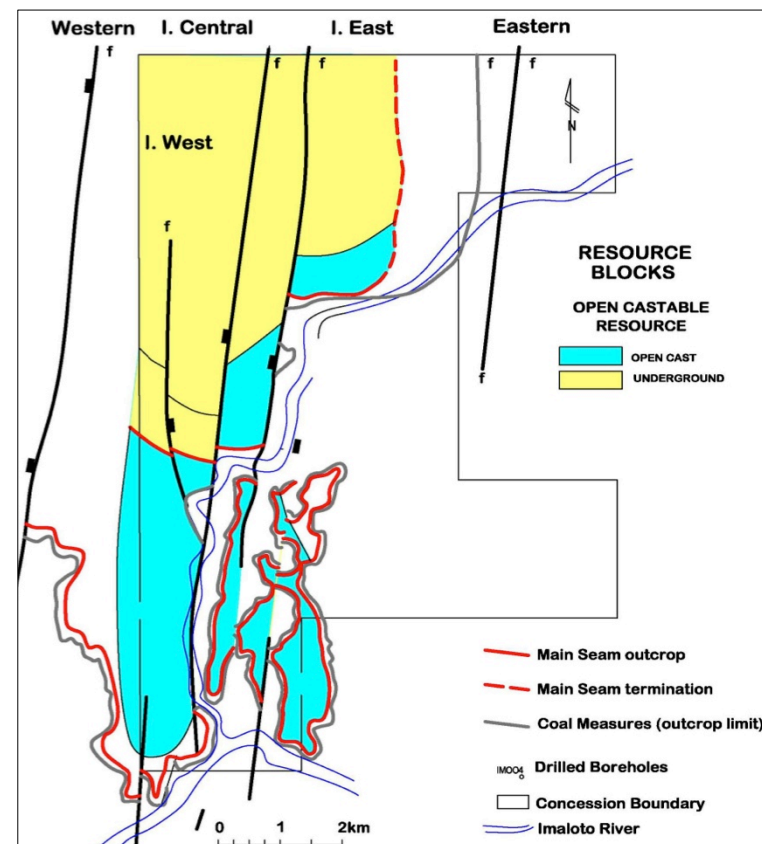 Western I. Central I. East Eastern
f f f f f
I. West
N
f
RESOURCE
BLOCKS
OPEN CASTABLE
RESOURCE
OPEN CAST
UNDERGROUND
f
Main Seam outcrop
Main Seam termination
Coal Measures (outcrop limit)
IMOO4 Drilled Boreholes
Concession Boundary
Imaloto River
0 1 2km